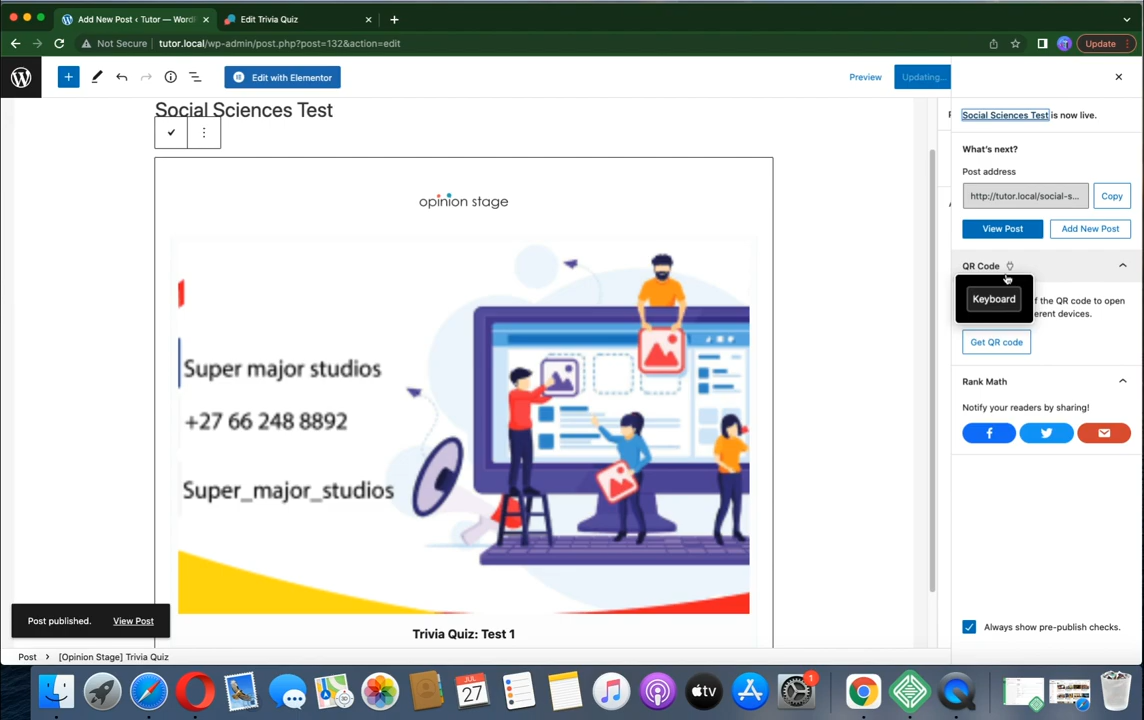 Add New Post ‹ Tutor — WordP
Edit Trivia Quiz
Not Secure
tutor.local/wp-admin/post.php?post=132&action=edit
Update
Edit with Elementor
Preview
Updating...
Social Sciences Test
Social Sciences Test is now live.
What's next?
Post address
http://tutor.local/social-s...
Copy
View Post
Add New Post
QR Code
Keyboard
f the QR code to open
erent devices.
Get QR code
Rank Math
Notify your readers by sharing!
opinion stage
Super major studios
+27 66 248 8892
Super_major_studios
Trivia Quiz: Test 1
Post published.
View Post
Always show pre-publish checks.
Post
[Opinion Stage] Trivia Quiz
JUL
27
tv
1